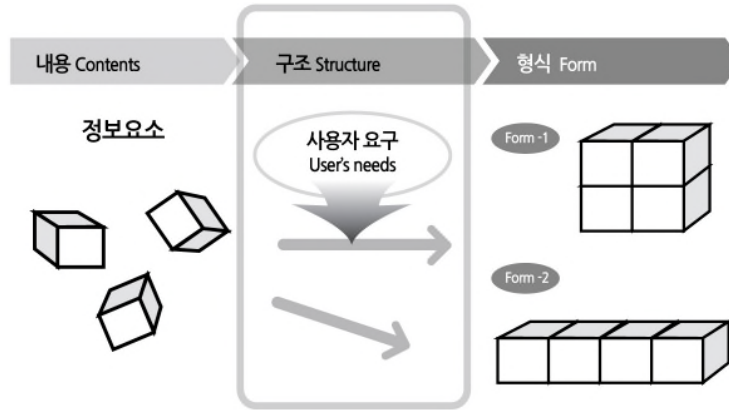 내용 Contents
구조 Structure
형식 Form
정보요소
사용자 요구
User's needs
Form -1
Form -2